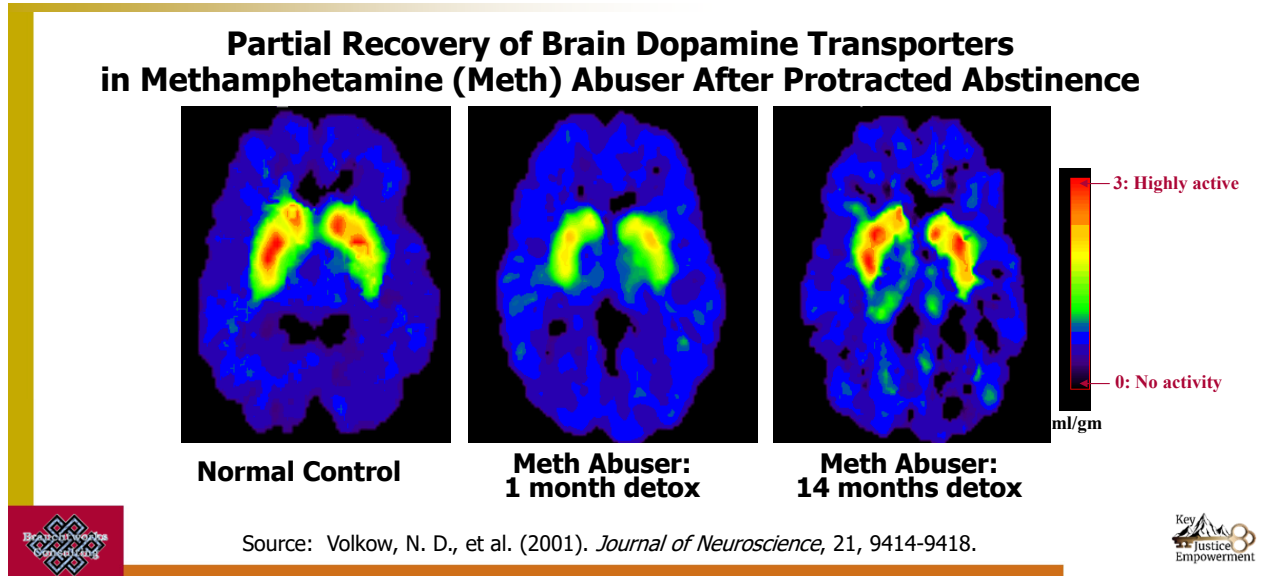 Partial Recovery of Brain Dopamine Transporters
in Methamphetamine (Meth) Abuser After Protracted Abstinence
3: Highly active
0: No activity
ml/gm
Normal Control
Meth Abuser:
1 month detox
Meth Abuser:
14 months detox
Branchworks
Consulting
Source: Volkow, N. D., et al. (2001). Journal of Neuroscience, 21, 9414-9418.
Key
Justice
Empowerment